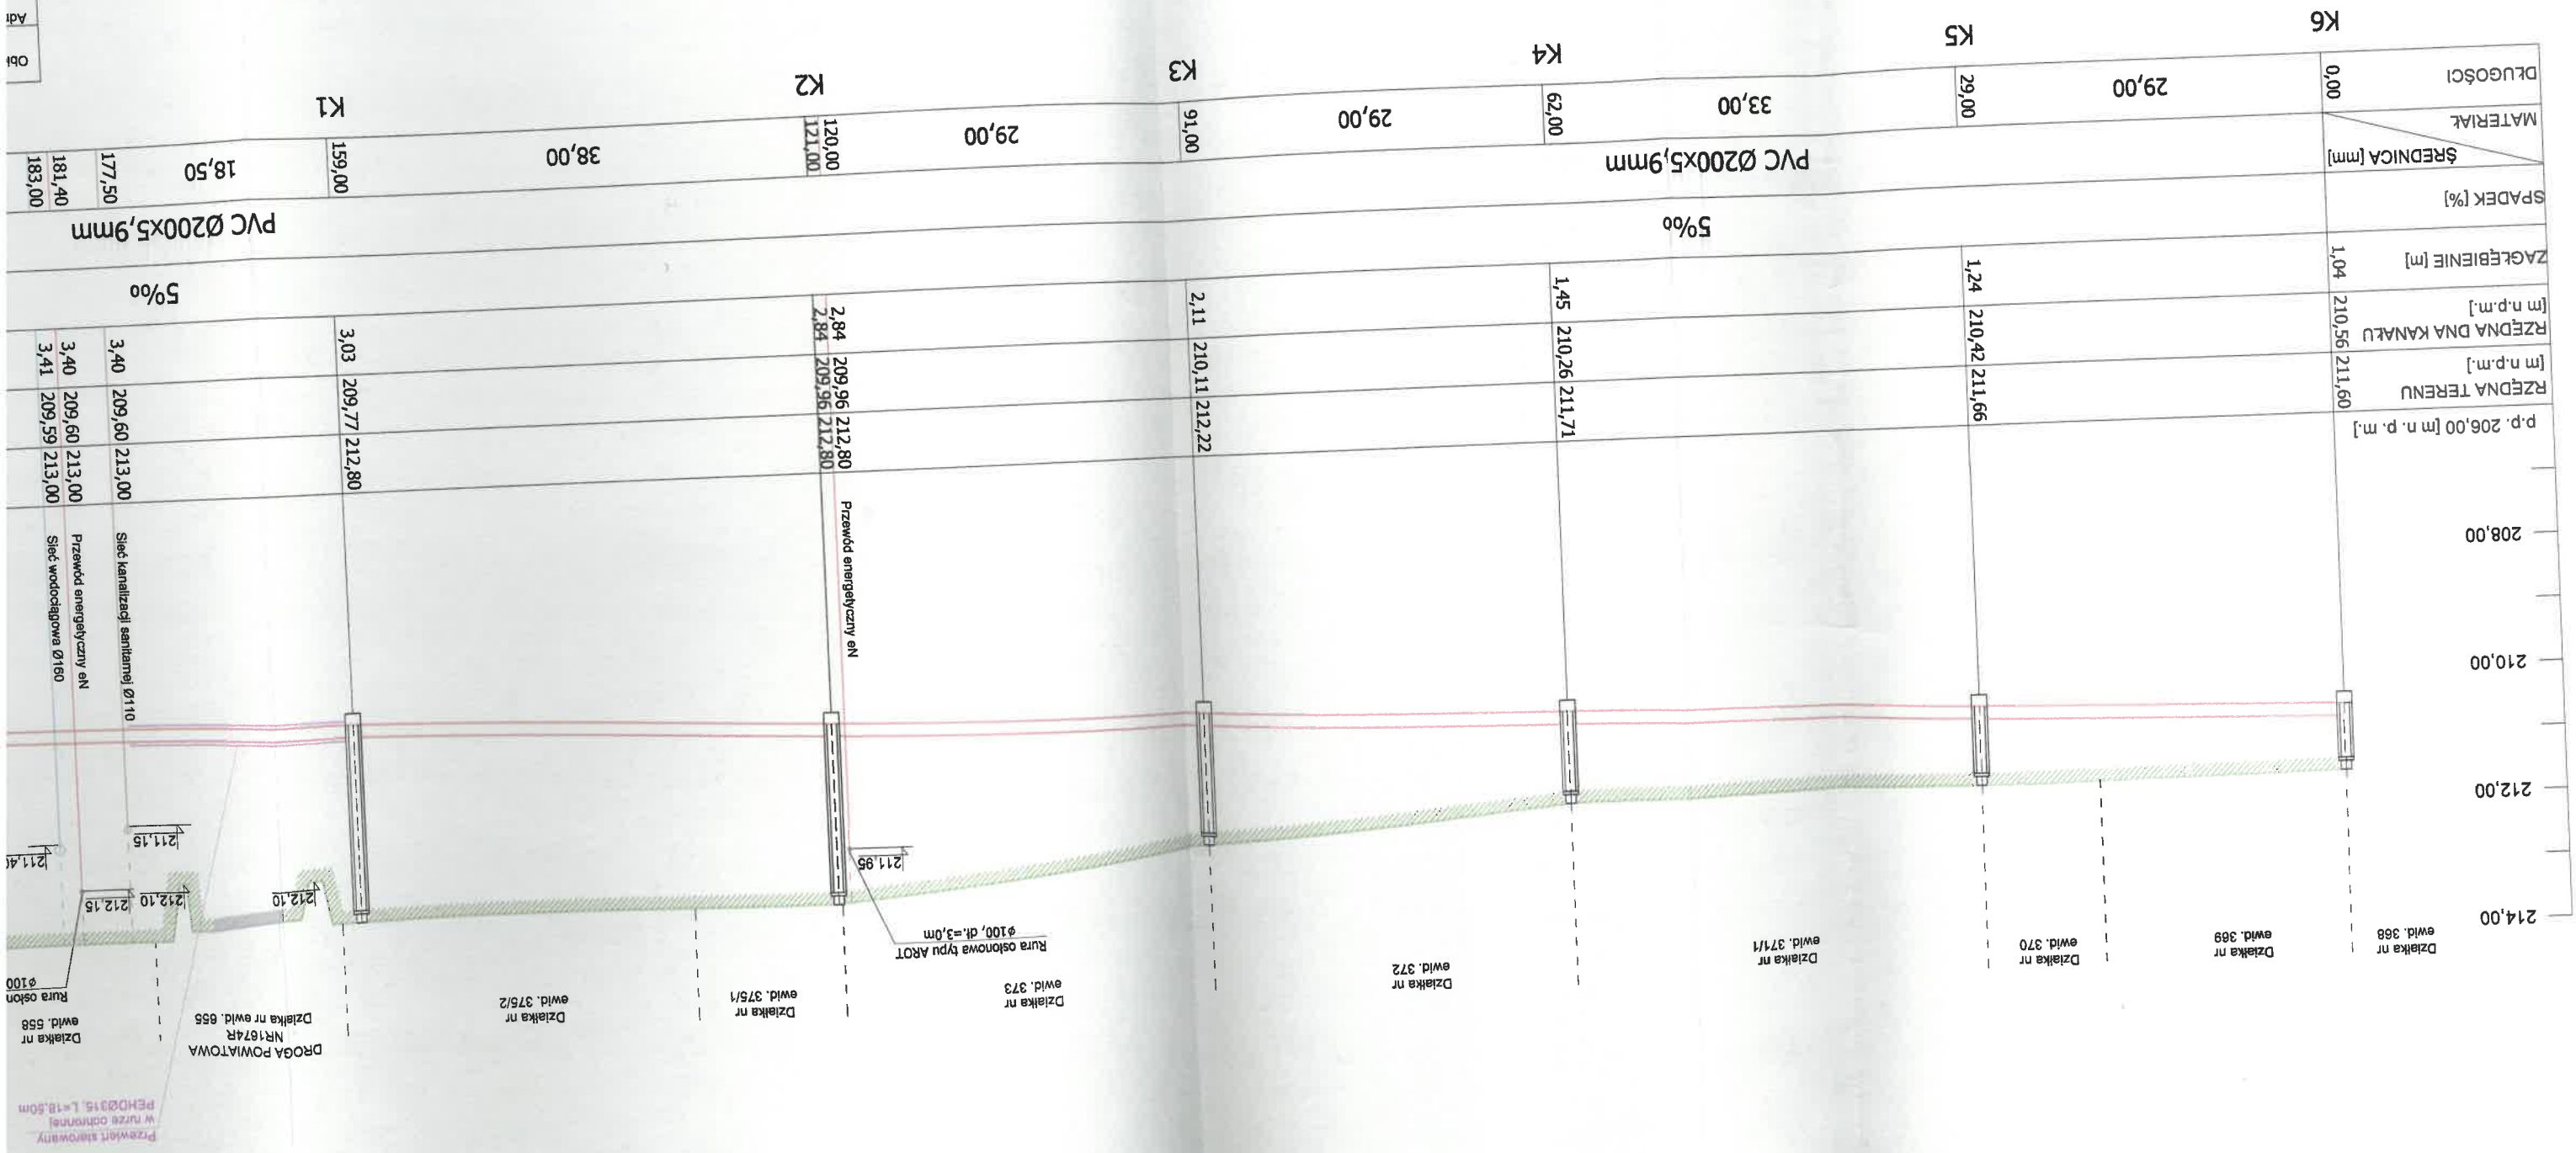 Przewiert sterowany
w rurze ochronnej
PEHDØ315, L=18.50m
DROGA POWIATOWA
NR1674R
Działka nr ewid. 655
Działka nr
ewid. 368
Działka nr
ewid. 369
Działka nr
ewid. 370
Działka nr
ewid. 371/1
Działka nr
ewid. 372
Działka nr
ewid. 373
Działka nr
ewid. 375/1
Działka nr
ewid. 375/2
Działka nr
ewid. 558
Rura osłonowa typu AROT
ø100, dł.=3,0m
Rura osłon
ø100
214,00
212,00
210,00
208,00
211,95
212,10
212,10
212,15
211,15
211,40
Przewód energetyczny eN
Sieć kanalizacji sanitarnej Ø110
Przewód energetyczny eN
Sieć wodociągowa Ø160
p.p. 206,00 [m n. p. m.]
RZĘDNA TERENU
[m n.p.m.]
211,60 211,66 211,71 212,22 212,80 212,80 212,80 213,00 213,00 213,00
RZĘDNA DNA KANAŁU
[m n.p.m.]
210,56 210,42 210,26 210,11 209,96 209,96 209,77 209,60 209,60 209,59
ZAGŁĘBIENIE [m]
1,04 1,24 1,45 2,11 2,84 2,84 3,03 3,40 3,40 3,41
SPADEK [%]
5‰ 5‰
ŚREDNICA [mm]
MATERIAŁ
PVC Ø200x5,9mm PVC Ø200x5,9mm
DŁUGOŚCI
0,00 29,00 29,00 33,00 62,00 29,00 91,00 29,00 120,00 121,00 38,00 159,00 18,50 177,50 181,40 183,00
K6 K5 K4 K3 K2 K1
Obi
Adr